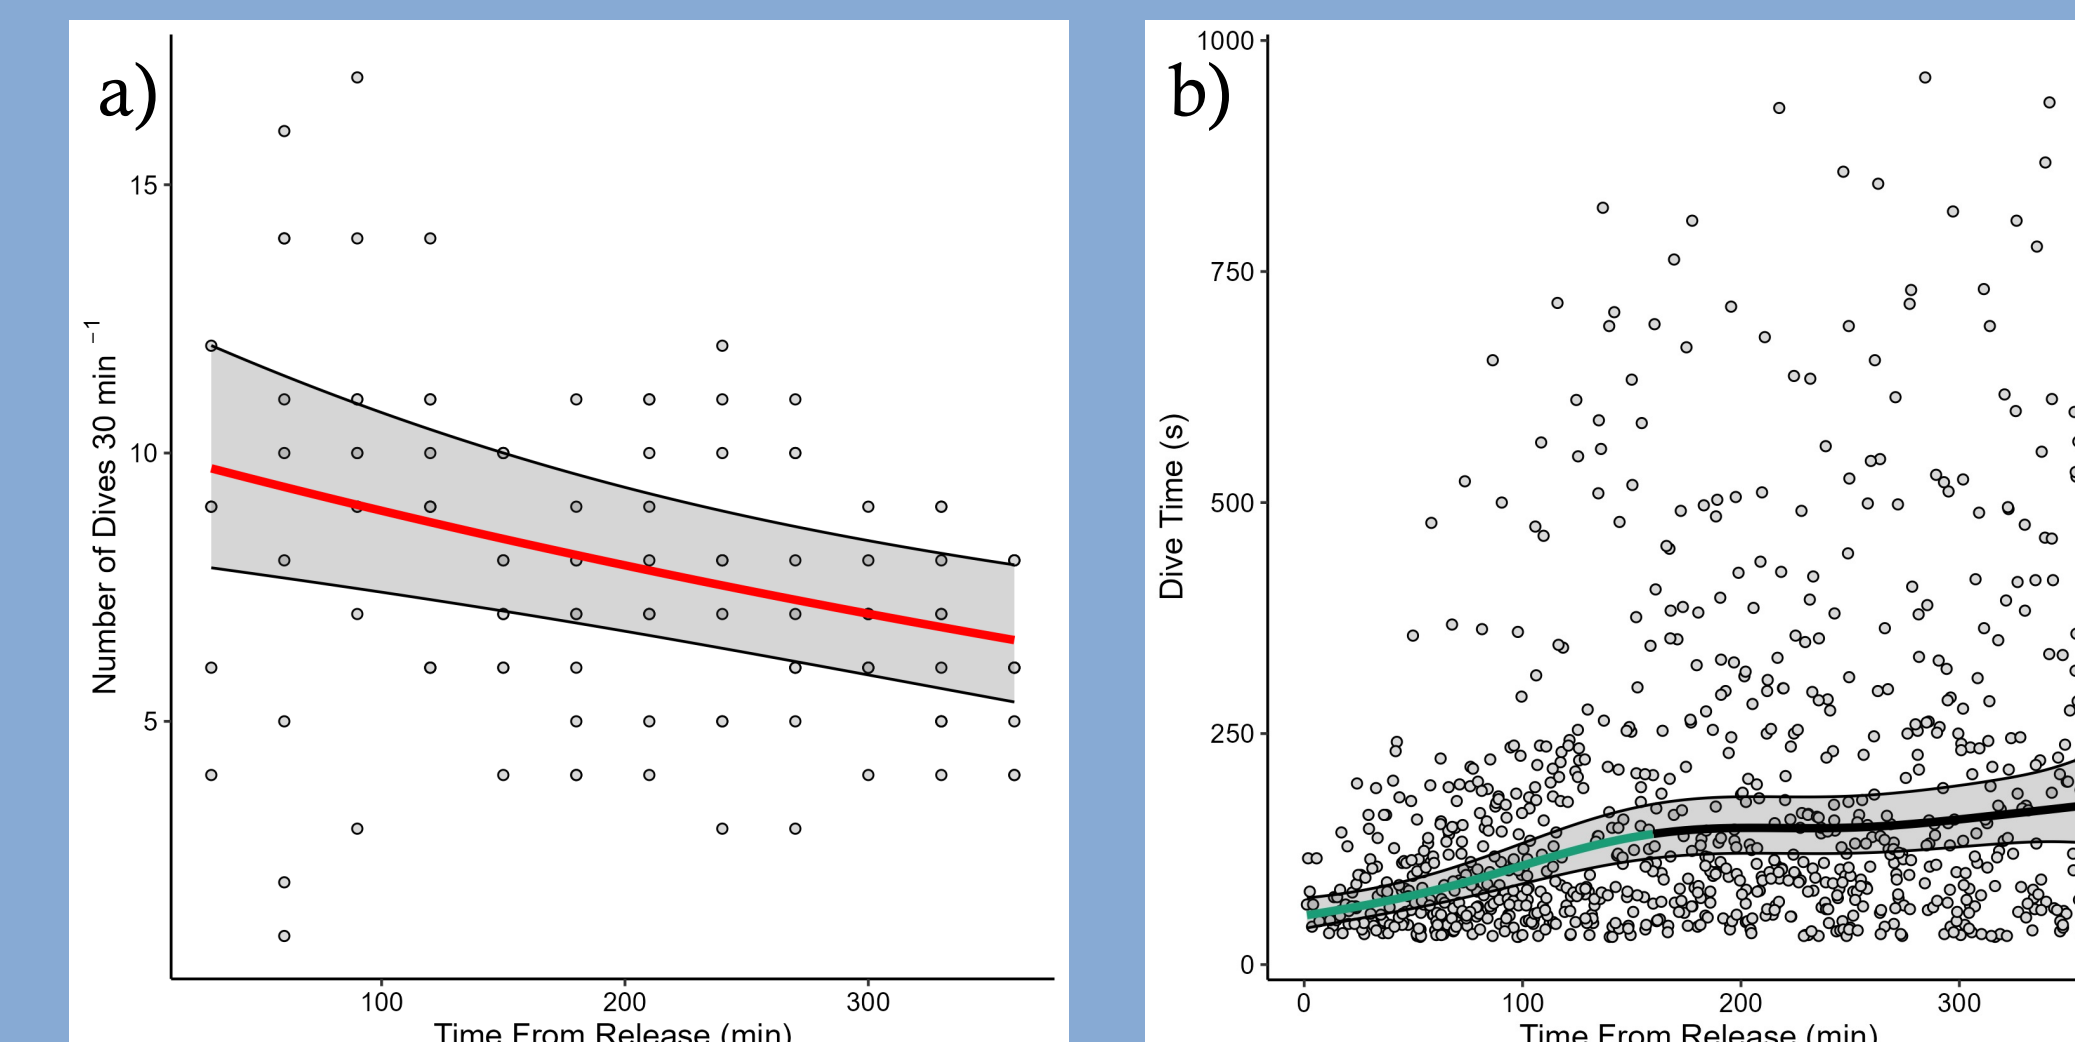 a)
15
10
5
Number of Dives 30 min ⁻¹
100 200 300
Time From Release (min)
b)
1000
750
500
250
0
Dive Time (s)
0 100 200 300
Time From Release (min)